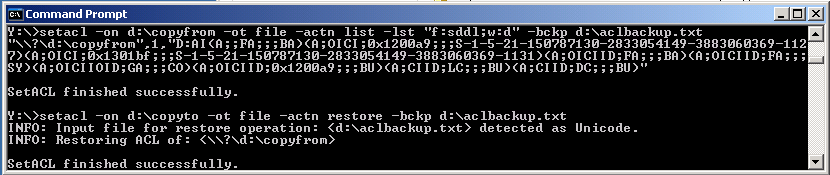 Command Prompt
Y:\>setacl -on d:\copyfrom -ot file -actn list -lst "f:sddl;w:d" -bckp d:\aclbackup.txt
"\\?\d:\copyfrom",1,"D:AI(A;;FA;;;BA)(A;OICI;0x1200a9;;;S-1-5-21-150787130-2833054149-3883060369-112
7)(A;OICI;0x1301bf;;;S-1-5-21-150787130-2833054149-3883060369-1131)(A;OICIID;FA;;;BA)(A;OICIID;FA;;;
SY)(A;OICIIOID;GA;;;CO)(A;OICIID;0x1200a9;;;BU)(A;CIID;LC;;;BU)(A;CIID;DC;;;BU)"
SetACL finished successfully.
Y:\>setacl -on d:\copyto -ot file -actn restore -bckp d:\aclbackup.txt
INFO: Input file for restore operation: <d:\aclbackup.txt> detected as Unicode.
INFO: Restoring ACL of: <\\?\d:\copyfrom>
SetACL finished successfully.